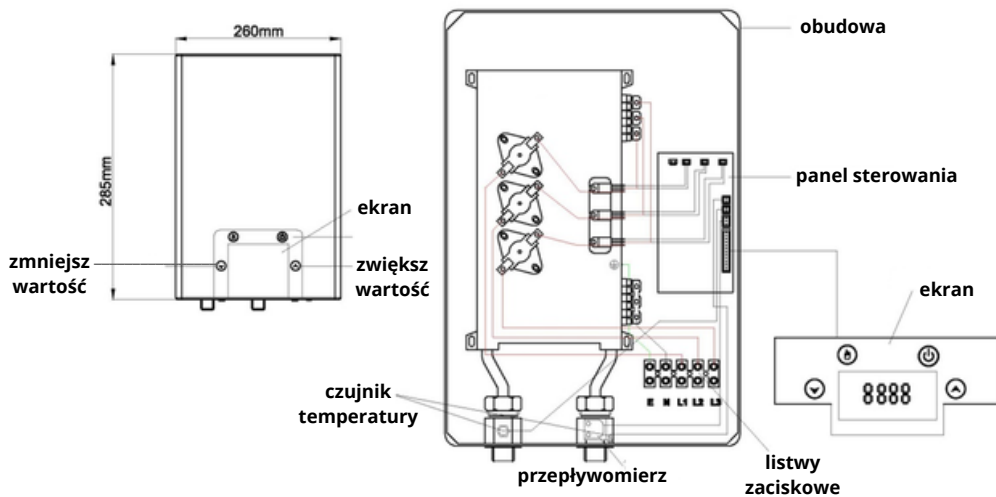 260mm
285mm
ekran
zmniejsz
wartość
zwiększ
wartość
obudowa
panel sterowania
ekran
8888
czujnik
temperatury
E N L1 L2 L3
przepływomierz
listwy
zaciskowe